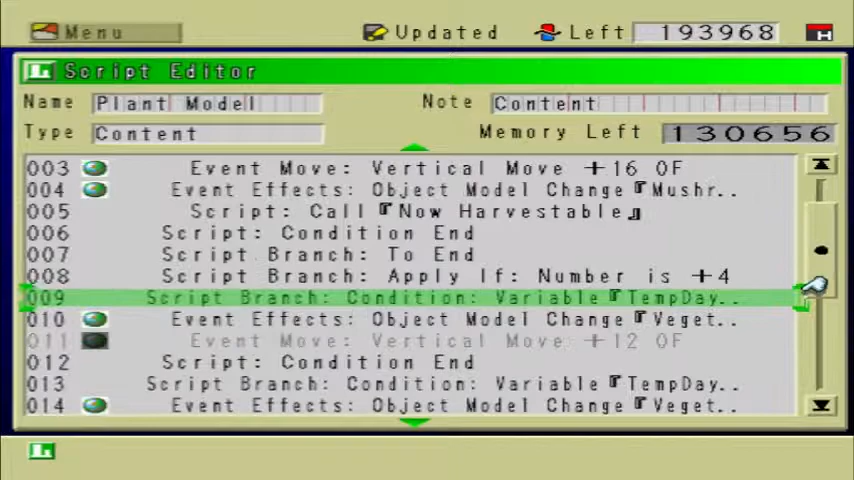 Menu Updated Left 193968
Script Editor
Name Plant Model Note Content
Type Content Memory Left 130656
003 Event Move: Vertical Move +16 OF
004 Event Effects: Object Model Change『Mushr..
005 Script: Call『Now Harvestable』
006 Script: Condition End
007 Script Branch: To End
008 Script Branch: Apply If: Number is +4
009 Script Branch: Condition: Variable『TempDay..
010 Event Effects: Object Model Change『Veget..
011 Event Move: Vertical Move +12 OF
012 Script: Condition End
013 Script Branch: Condition: Variable『TempDay..
014 Event Effects: Object Model Change『Veget..